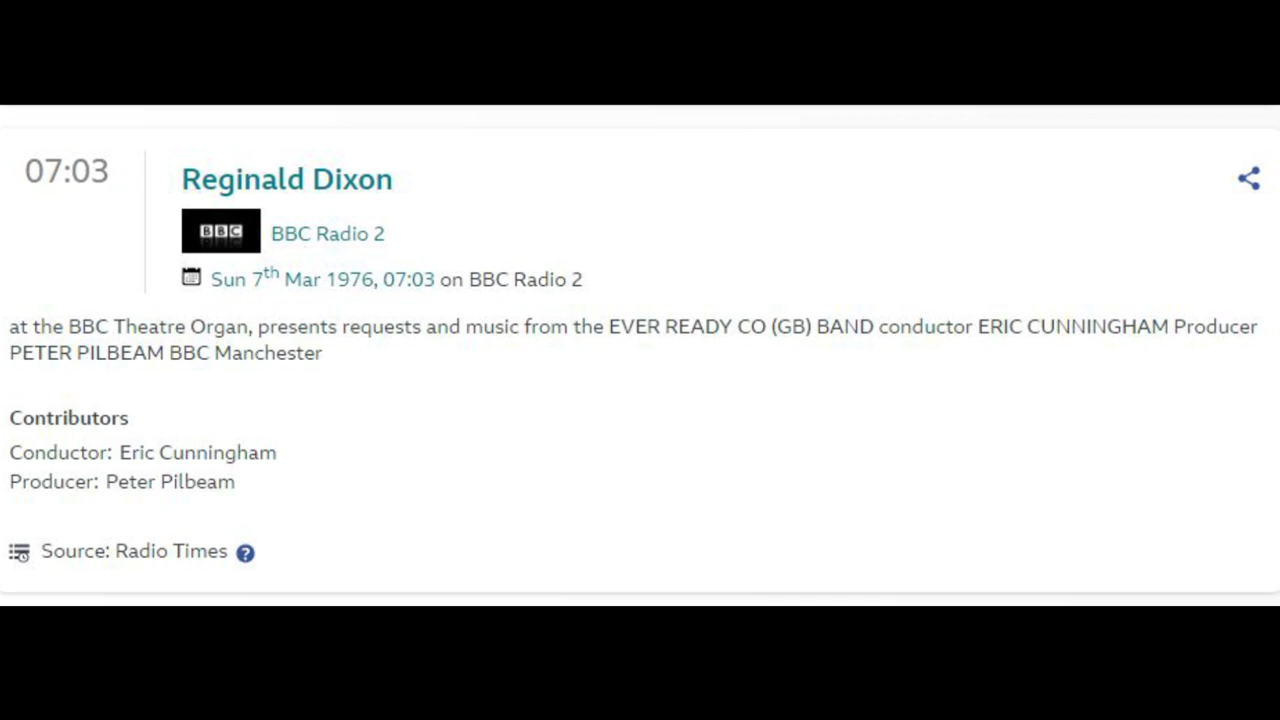 07:03
Reginald Dixon
BBC
BBC Radio 2
Sun 7th Mar 1976, 07:03 on BBC Radio 2
at the BBC Theatre Organ, presents requests and music from the EVER READY CO (GB) BAND conductor ERIC CUNNINGHAM Producer
PETER PILBEAM BBC Manchester
Contributors
Conductor: Eric Cunningham
Producer: Peter Pilbeam
Source: Radio Times ?